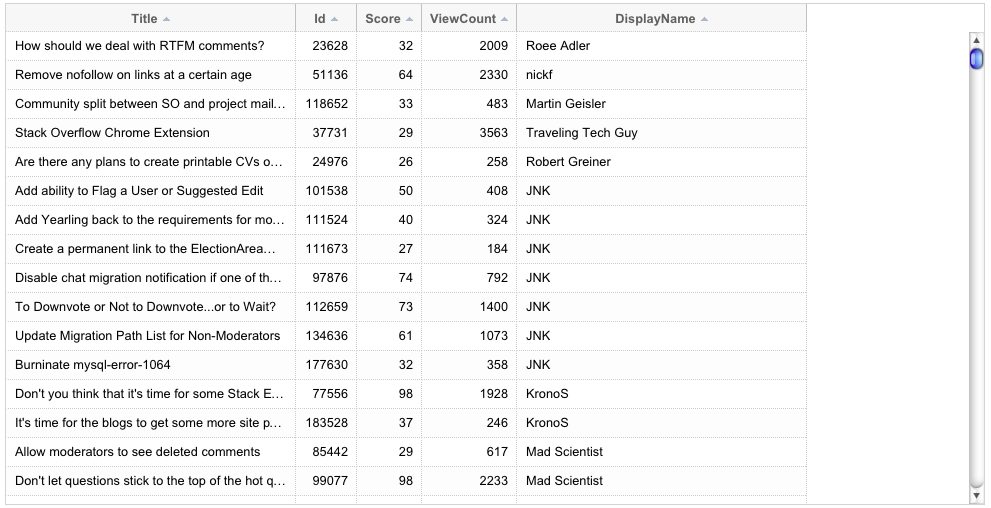 Title Id Score ViewCount DisplayName
How should we deal with RTFM comments? 23628 32 2009 Roee Adler
Remove nofollow on links at a certain age 51136 64 2330 nickf
Community split between SO and project mail... 118652 33 483 Martin Geisler
Stack Overflow Chrome Extension 37731 29 3563 Traveling Tech Guy
Are there any plans to create printable CVs o... 24976 26 258 Robert Greiner
Add ability to Flag a User or Suggested Edit 101538 50 408 JNK
Add Yearling back to the requirements for mo... 111524 40 324 JNK
Create a permanent link to the ElectionArea... 111673 27 184 JNK
Disable chat migration notification if one of th... 97876 74 792 JNK
To Downvote or Not to Downvote...or to Wait? 112659 73 1400 JNK
Update Migration Path List for Non-Moderators 134636 61 1073 JNK
Burninate mysql-error-1064 177630 32 358 JNK
Don't you think that it's time for some Stack E... 77556 98 1928 KronoS
It's time for the blogs to get some more site p... 183528 37 246 KronoS
Allow moderators to see deleted comments 85442 29 617 Mad Scientist
Don't let questions stick to the top of the hot q... 99077 98 2233 Mad Scientist